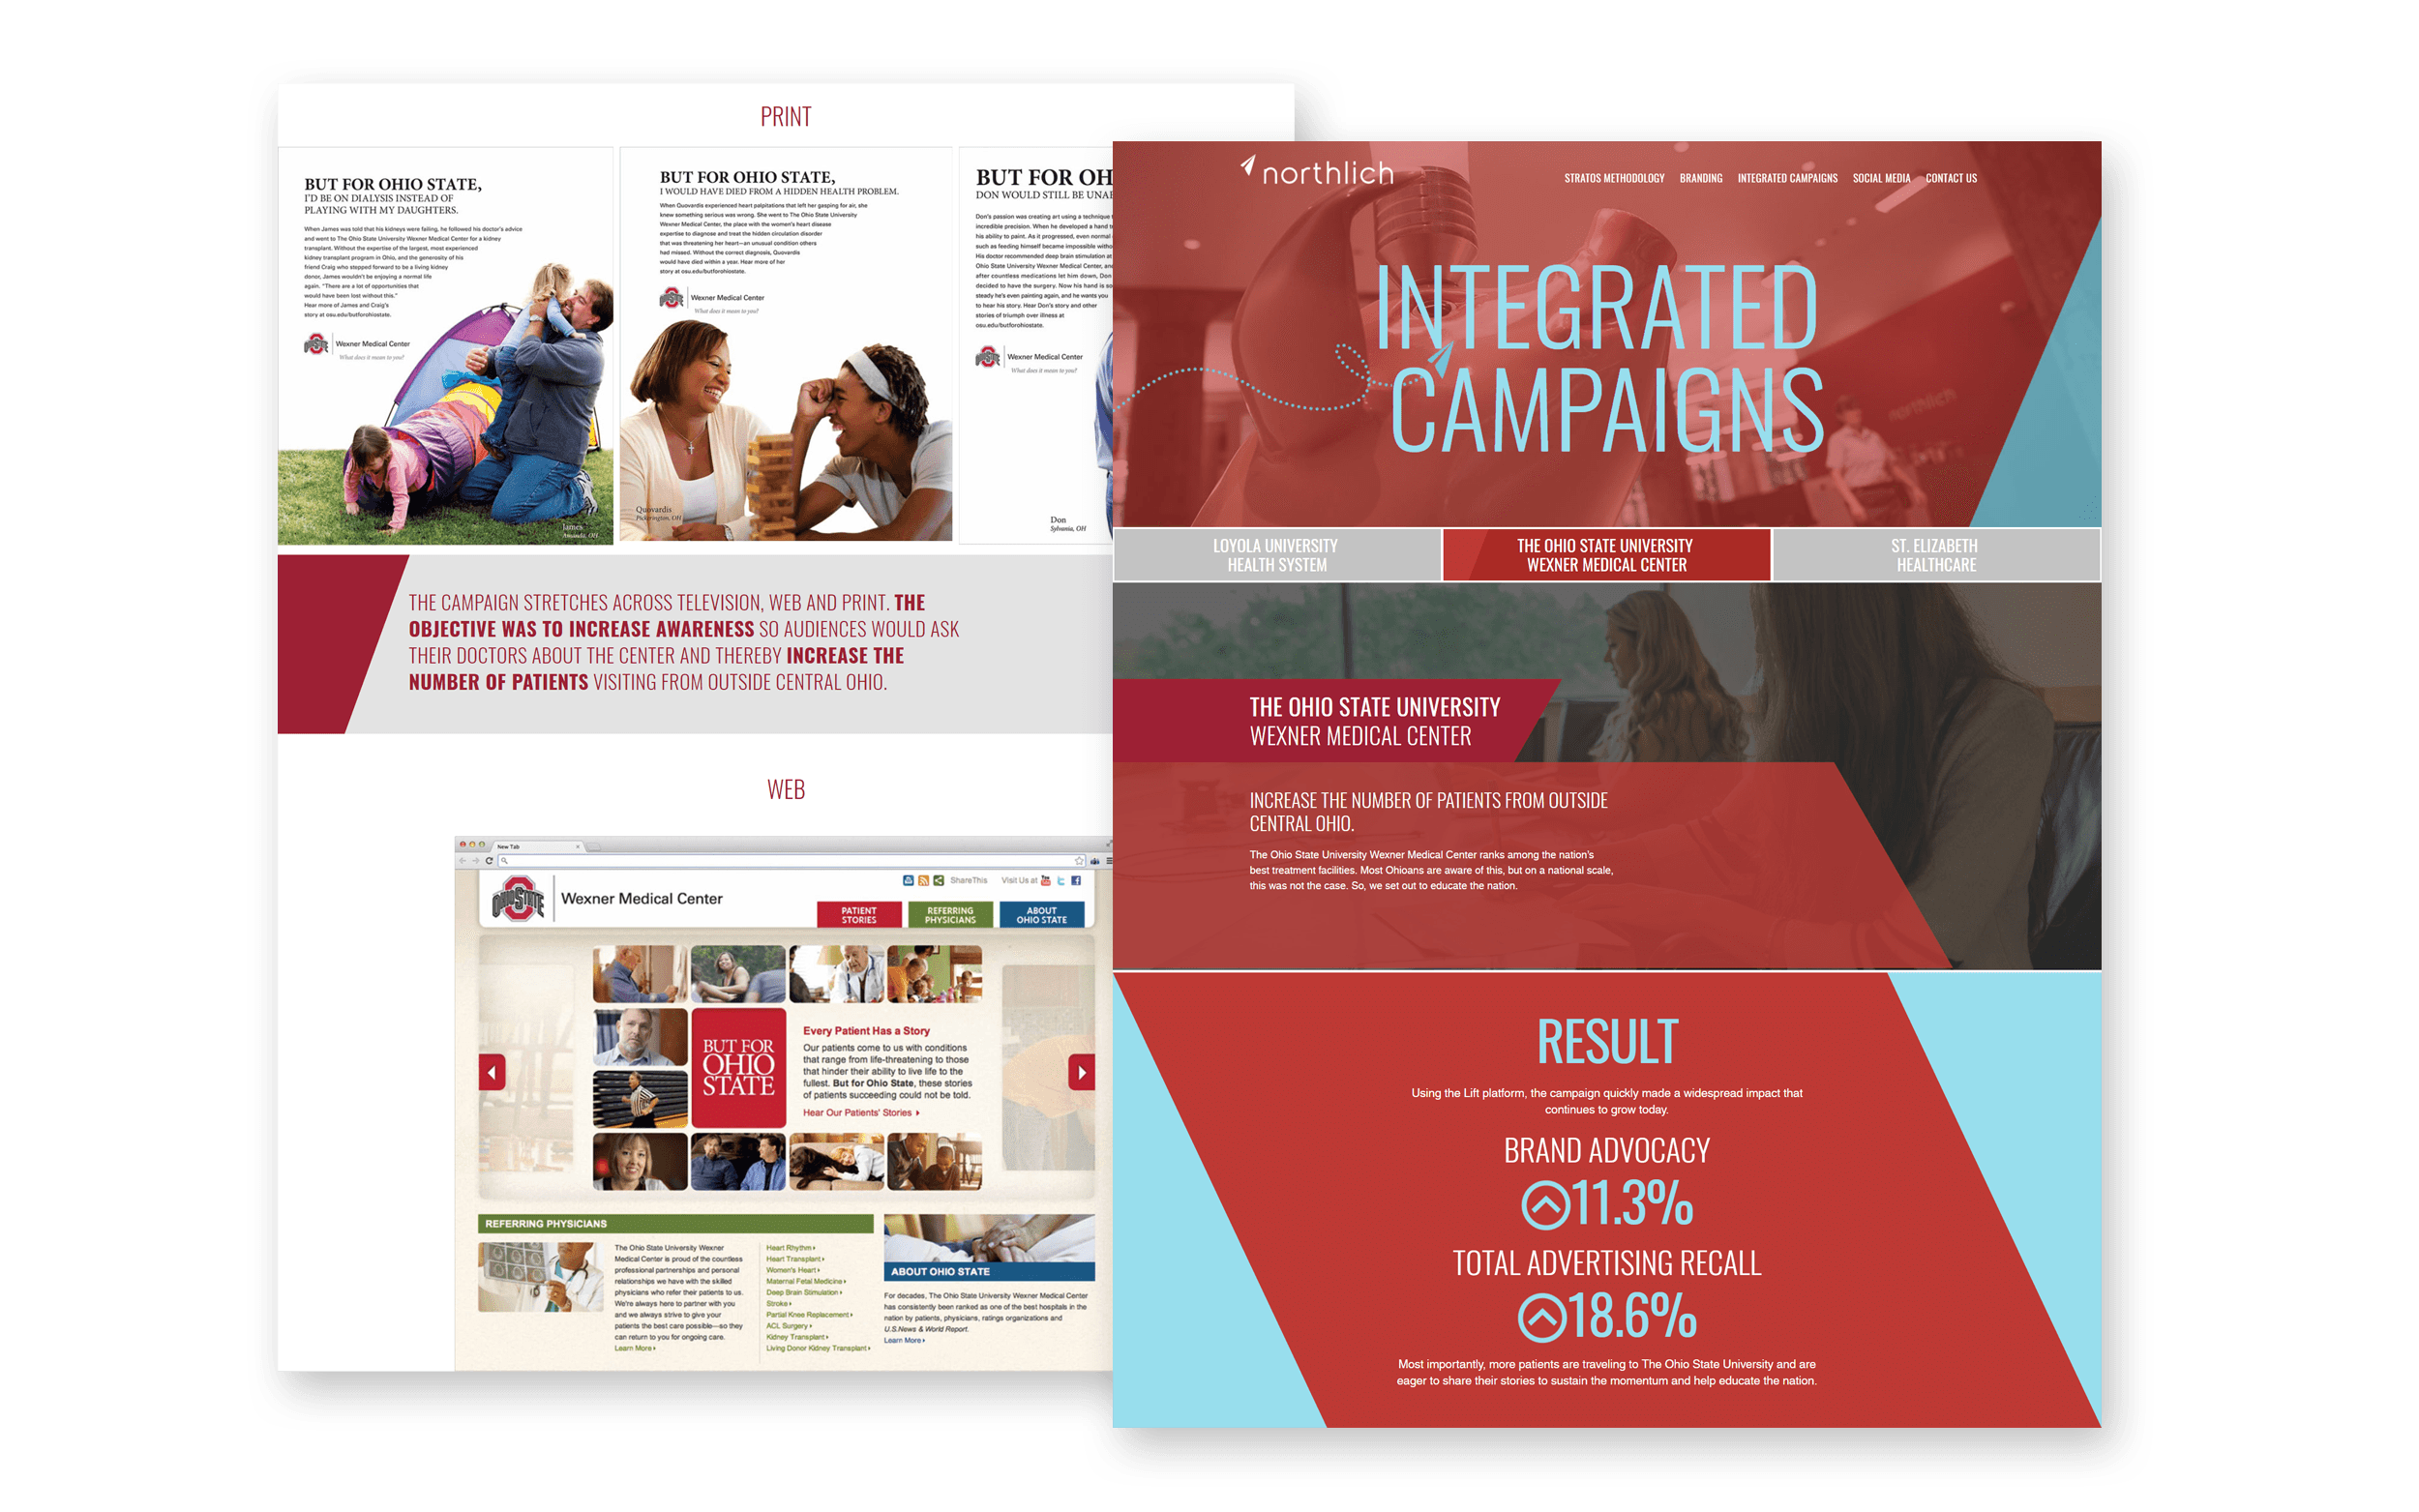 PRINT
BUT FOR OHIO STATE,
I'D BE ON DIALYSIS INSTEAD OF
PLAYING WITH MY DAUGHTERS.
When James was told that his kidneys were failing, he followed his doctor's advice
and went to The Ohio State University Wexner Medical Center for a kidney
transplant. Without the expertise of the largest, most experienced
kidney transplant program in Ohio, and the generosity of his
friend Craig who stepped forward to be a living kidney
donor, James wouldn't be enjoying a normal life
again. "There are a lot of opportunities that
would have been lost without this."
Hear more of James and Craig's
story at osu.edu/butforohiostate.
OHIO STATE
Wexner Medical Center
What does it mean to you?
James
Amanda, OH
BUT FOR OHIO STATE,
I WOULD HAVE DIED FROM A HIDDEN HEALTH PROBLEM.
When Quovardis experienced heart palpitations that left her gasping for air, she
knew something serious was wrong. She went to The Ohio State University
Wexner Medical Center, the place with the women's heart disease
expertise to diagnose and treat the hidden circulation disorder
that was threatening her heart—an unusual condition others
had missed. Without the correct diagnosis, Quovardis
would have died within a year. Hear more of her
story at osu.edu/butforohiostate.
OHIO STATE
Wexner Medical Center
What does it mean to you?
Quovardis
Pickerington, OH
BUT FOR OH
DON WOULD STILL BE UNA
Don's passion was creating art using a technique
incredible precision. When he developed a hand
his ability to paint. As it progressed, even normal
such as feeding himself became impossible witho
His doctor recommended deep brain stimulation at
Ohio State University Wexner Medical Center, an
after countless medications let him down, Don
decided to have the surgery. Now his hand is so
steady he's even painting again, and he wants you
to hear his story. Hear Don's story and other
stories of triumph over illness at
osu.edu/butforohiostate.
OHIO STATE
Wexner Medical Center
What does it mean to you?
Don
Sylvania, OH
THE CAMPAIGN STRETCHES ACROSS TELEVISION, WEB AND PRINT. THE
OBJECTIVE WAS TO INCREASE AWARENESS SO AUDIENCES WOULD ASK
THEIR DOCTORS ABOUT THE CENTER AND THEREBY INCREASE THE
NUMBER OF PATIENTS VISITING FROM OUTSIDE CENTRAL OHIO.
WEB
New Tab
OHIO STATE
Wexner Medical Center
ShareThis
Visit Us at
PATIENT
STORIES
REFERRING
PHYSICIANS
ABOUT
OHIO STATE
BUT FOR
OHIO
STATE
Every Patient Has a Story
Our patients come to us with conditions
that range from life-threatening to those
that hinder their ability to live life to the
fullest. But for Ohio State, these stories
of patients succeeding could not be told.
Hear Our Patients' Stories
REFERRING PHYSICIANS
The Ohio State University Wexner
Medical Center is proud of the countless
professional partnerships and personal
relationships we have with the skilled
physicians who refer their patients to us.
We're always here to partner with you
and we always strive to give your
patients the best care possible—so they
can return to you for ongoing care.
Learn More
Heart Rhythm
Heart Transplant
Women's Heart
Maternal Fetal Medicine
Deep Brain Stimulation
Stroke
Partial Knee Replacement
ACL Surgery
Kidney Transplant
Living Donor Kidney Transplant
ABOUT OHIO STATE
For decades, The Ohio State University Wexner Medical Center
has consistently been ranked as one of the best hospitals in the
nation by patients, physicians, ratings organizations and
U.S.News & World Report.
Learn More
northlich
STRATOS METHODOLOGY
BRANDING
INTEGRATED CAMPAIGNS
SOCIAL MEDIA
CONTACT US
INTEGRATED
CAMPAIGNS
northlich
LOYOLA UNIVERSITY
HEALTH SYSTEM
THE OHIO STATE UNIVERSITY
WEXNER MEDICAL CENTER
ST. ELIZABETH
HEALTHCARE
THE OHIO STATE UNIVERSITY
WEXNER MEDICAL CENTER
INCREASE THE NUMBER OF PATIENTS FROM OUTSIDE
CENTRAL OHIO.
The Ohio State University Wexner Medical Center ranks among the nation's
best treatment facilities. Most Ohioans are aware of this, but on a national scale,
this was not the case. So, we set out to educate the nation.
RESULT
Using the Lift platform, the campaign quickly made a widespread impact that
continues to grow today.
BRAND ADVOCACY
11.3%
TOTAL ADVERTISING RECALL
18.6%
Most importantly, more patients are traveling to The Ohio State University and are
eager to share their stories to sustain the momentum and help educate the nation.